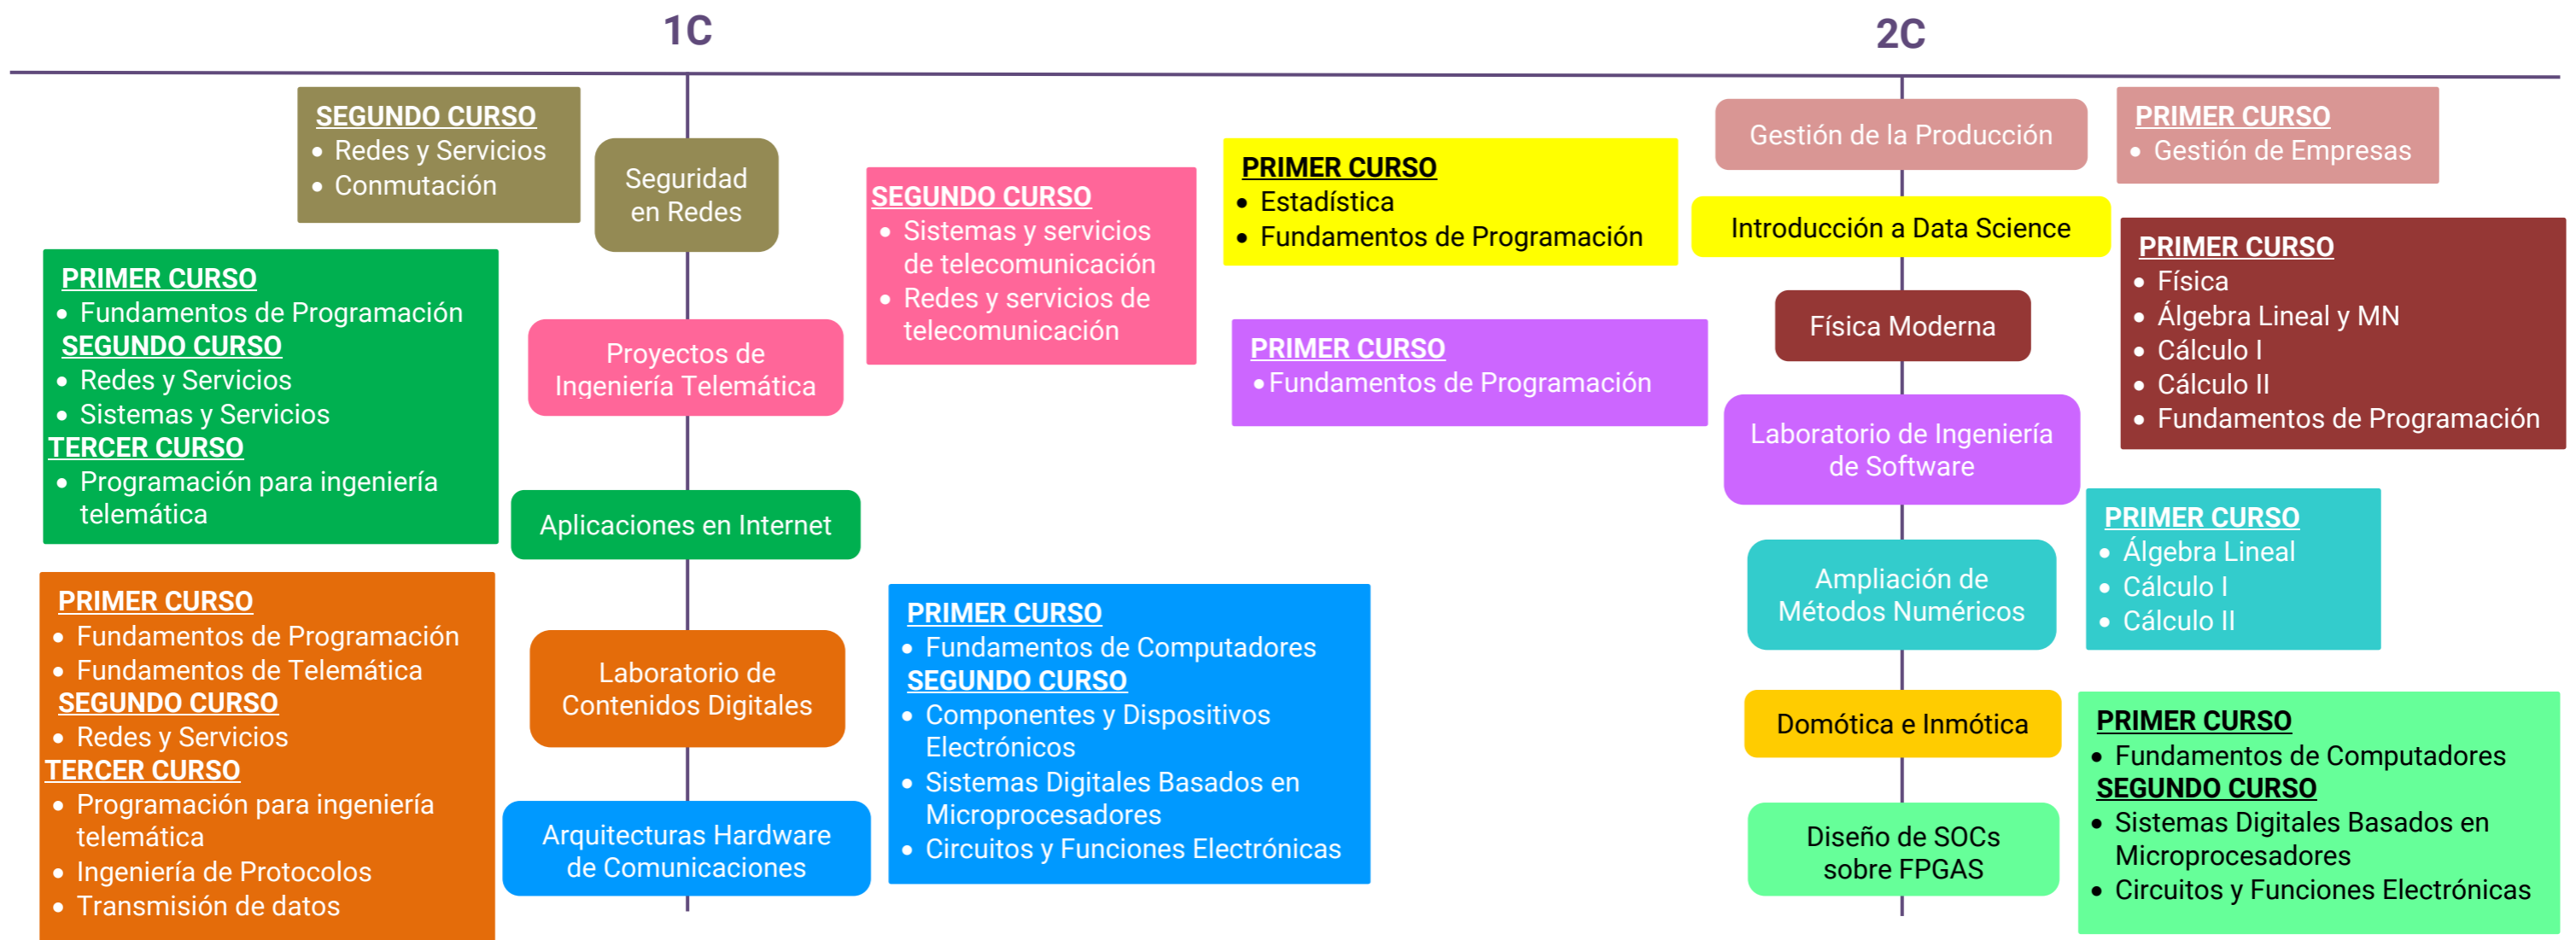 1C
SEGUNDO CURSO
• Redes y Servicios
• Conmutación
Seguridad
en Redes
SEGUNDO CURSO
• Sistemas y servicios
de telecomunicación
• Redes y servicios de
telecomunicación
PRIMER CURSO
• Fundamentos de Programación
SEGUNDO CURSO
• Redes y Servicios
• Sistemas y Servicios
TERCER CURSO
• Programación para ingeniería
telemática
Proyectos de
Ingeniería Telemática
Aplicaciones en Internet
PRIMER CURSO
• Fundamentos de Programación
• Fundamentos de Telemática
SEGUNDO CURSO
• Redes y Servicios
TERCER CURSO
• Programación para ingeniería
telemática
• Ingeniería de Protocolos
• Transmisión de datos
Laboratorio de
Contenidos Digitales
PRIMER CURSO
• Fundamentos de Computadores
SEGUNDO CURSO
• Componentes y Dispositivos
Electrónicos
• Sistemas Digitales Basados en
Microprocesadores
• Circuitos y Funciones Electrónicas
Arquitecturas Hardware
de Comunicaciones
2C
Gestión de la Producción
PRIMER CURSO
• Gestión de Empresas
PRIMER CURSO
• Estadística
• Fundamentos de Programación
Introducción a Data Science
PRIMER CURSO
• Física
• Álgebra Lineal y MN
• Cálculo I
• Cálculo II
• Fundamentos de Programación
Física Moderna
PRIMER CURSO
• Fundamentos de Programación
Laboratorio de Ingeniería
de Software
PRIMER CURSO
• Álgebra Lineal
• Cálculo I
• Cálculo II
Ampliación de
Métodos Numéricos
Domótica e Inmótica
PRIMER CURSO
• Fundamentos de Computadores
SEGUNDO CURSO
• Sistemas Digitales Basados en
Microprocesadores
• Circuitos y Funciones Electrónicas
Diseño de SOCs
sobre FPGAS